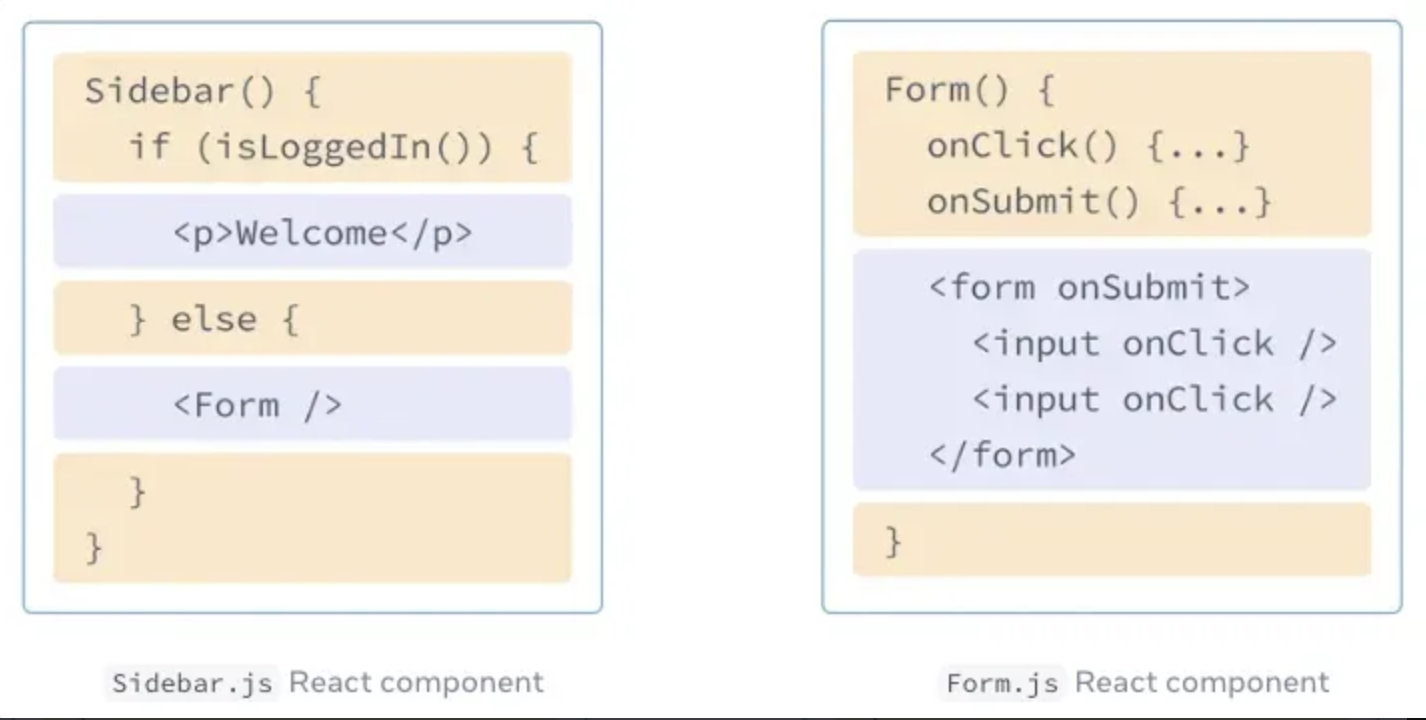 Sidebar() {
if (isLoggedIn()) {
<p>Welcome</p>
} else {
<Form />
}
}
Sidebar.js React component
Form() {
onClick() {...}
onSubmit() {...}
<form onSubmit>
<input onClick />
<input onClick />
</form>
}
Form.js React component